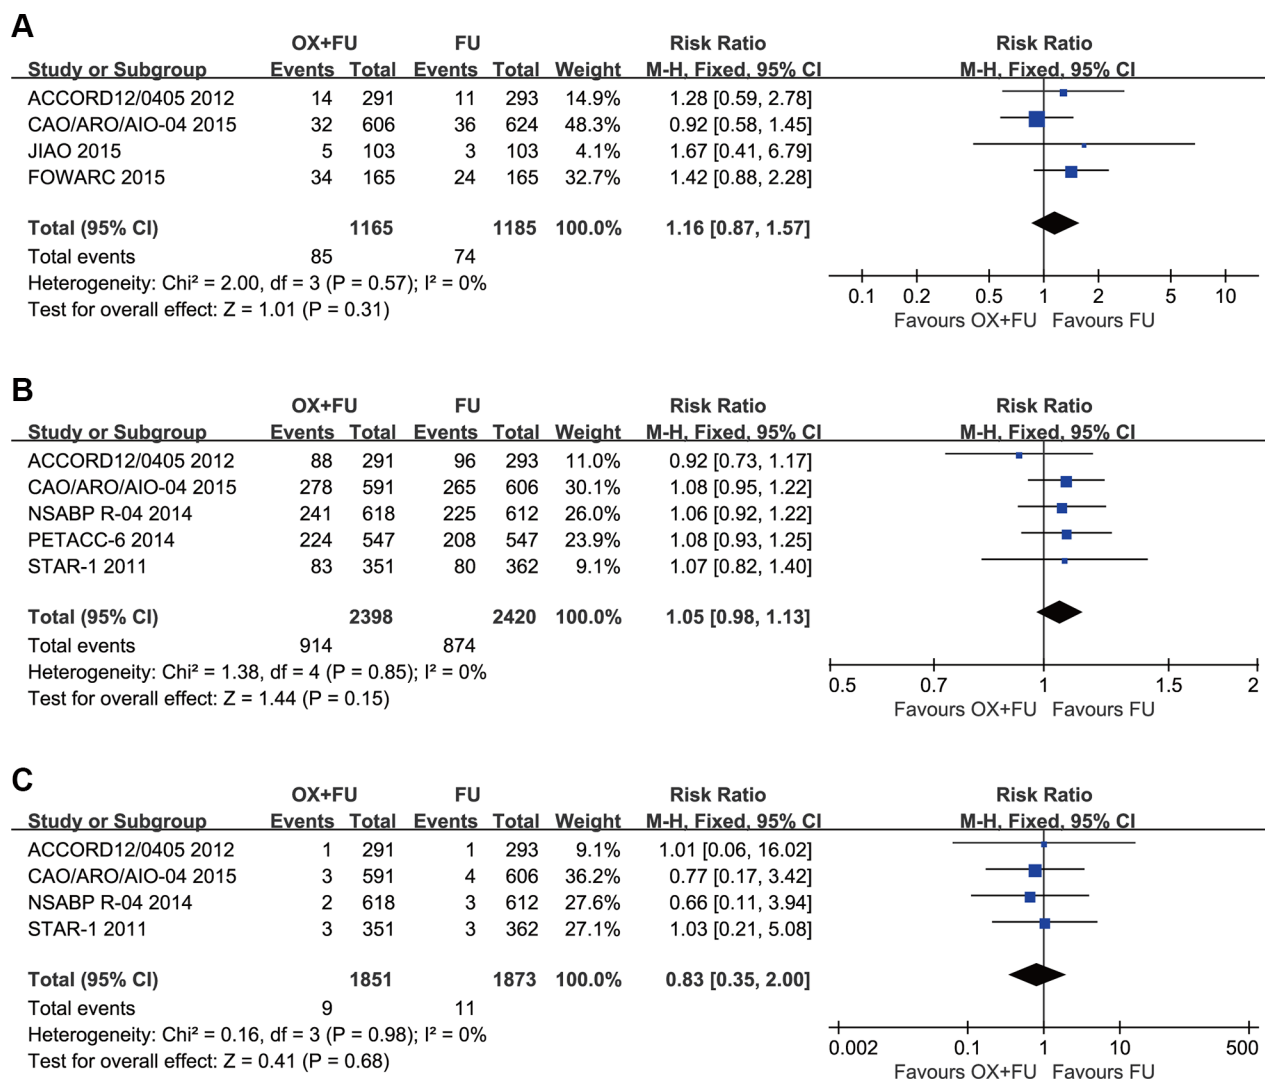 A
OX+FU FU Risk Ratio Risk Ratio
Study or Subgroup Events Total Events Total Weight M-H, Fixed, 95% CI M-H, Fixed, 95% CI
ACCORD12/0405 2012 14 291 11 293 14.9% 1.28 [0.59, 2.78]
CAO/ARO/AIO-04 2015 32 606 36 624 48.3% 0.92 [0.58, 1.45]
JIAO 2015 5 103 3 103 4.1% 1.67 [0.41, 6.79]
FOWARC 2015 34 165 24 165 32.7% 1.42 [0.88, 2.28]
Total (95% CI) 1165 1185 100.0% 1.16 [0.87, 1.57]
Total events 85 74
Heterogeneity: Chi² = 2.00, df = 3 (P = 0.57); I² = 0%
Test for overall effect: Z = 1.01 (P = 0.31)
0.1 0.2 0.5 1 2 5 10
Favours OX+FU Favours FU
B
OX+FU FU Risk Ratio Risk Ratio
Study or Subgroup Events Total Events Total Weight M-H, Fixed, 95% CI M-H, Fixed, 95% CI
ACCORD12/0405 2012 88 291 96 293 11.0% 0.92 [0.73, 1.17]
CAO/ARO/AIO-04 2015 278 591 265 606 30.1% 1.08 [0.95, 1.22]
NSABP R-04 2014 241 618 225 612 26.0% 1.06 [0.92, 1.22]
PETACC-6 2014 224 547 208 547 23.9% 1.08 [0.93, 1.25]
STAR-1 2011 83 351 80 362 9.1% 1.07 [0.82, 1.40]
Total (95% CI) 2398 2420 100.0% 1.05 [0.98, 1.13]
Total events 914 874
Heterogeneity: Chi² = 1.38, df = 4 (P = 0.85); I² = 0%
Test for overall effect: Z = 1.44 (P = 0.15)
0.5 0.7 1 1.5 2
Favours OX+FU Favours FU
C
OX+FU FU Risk Ratio Risk Ratio
Study or Subgroup Events Total Events Total Weight M-H, Fixed, 95% CI M-H, Fixed, 95% CI
ACCORD12/0405 2012 1 291 1 293 9.1% 1.01 [0.06, 16.02]
CAO/ARO/AIO-04 2015 3 591 4 606 36.2% 0.77 [0.17, 3.42]
NSABP R-04 2014 2 618 3 612 27.6% 0.66 [0.11, 3.94]
STAR-1 2011 3 351 3 362 27.1% 1.03 [0.21, 5.08]
Total (95% CI) 1851 1873 100.0% 0.83 [0.35, 2.00]
Total events 9 11
Heterogeneity: Chi² = 0.16, df = 3 (P = 0.98); I² = 0%
Test for overall effect: Z = 0.41 (P = 0.68)
0.002 0.1 1 10 500
Favours OX+FU Favours FU